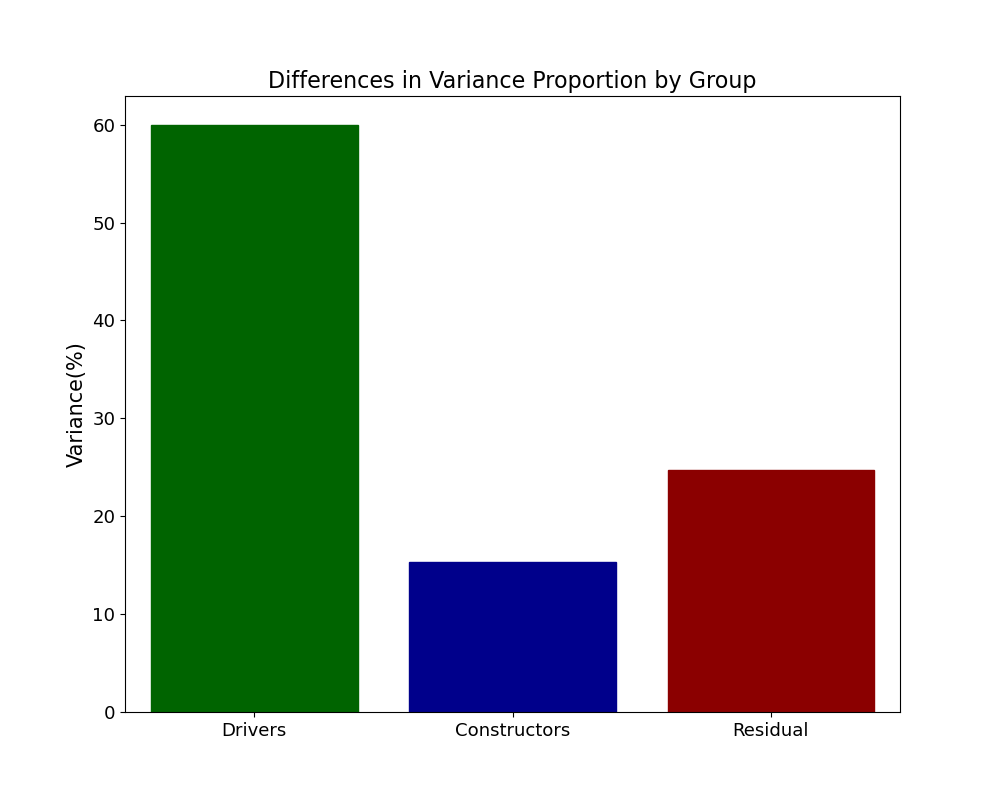 Differences in Variance Proportion by Group
60
50
40
30
20
10
0
Variance(%)
Drivers
Constructors
Residual